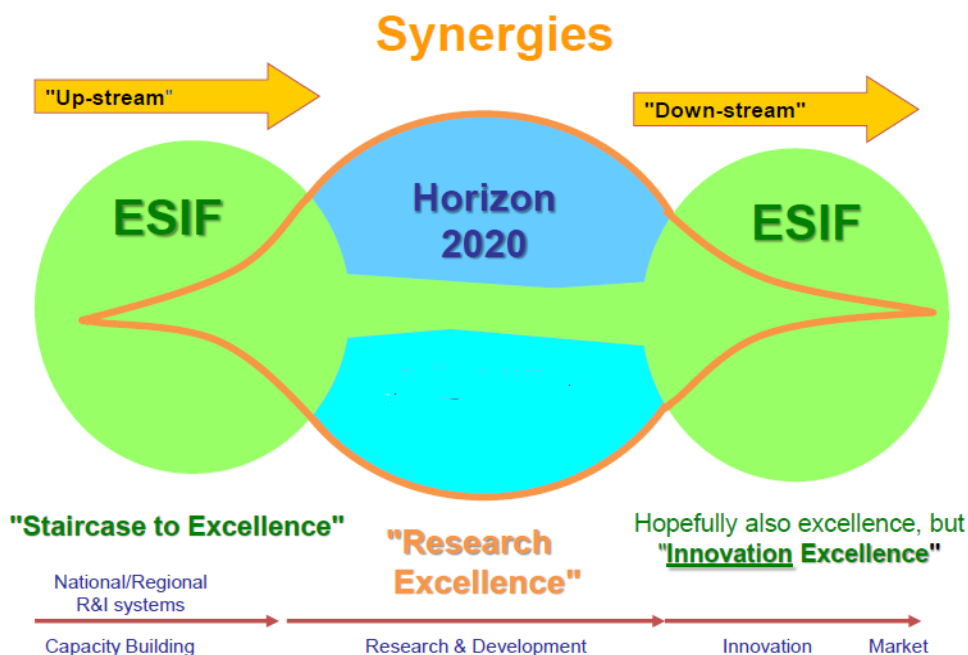 Synergies
"Up-stream"
"Down-stream"
ESIF
Horizon
2020
ESIF
"Staircase to Excellence"
"Research
Excellence"
Hopefully also excellence, but
"Innovation Excellence"
National/Regional
R&I systems
Capacity Building
Research & Development
Innovation
Market